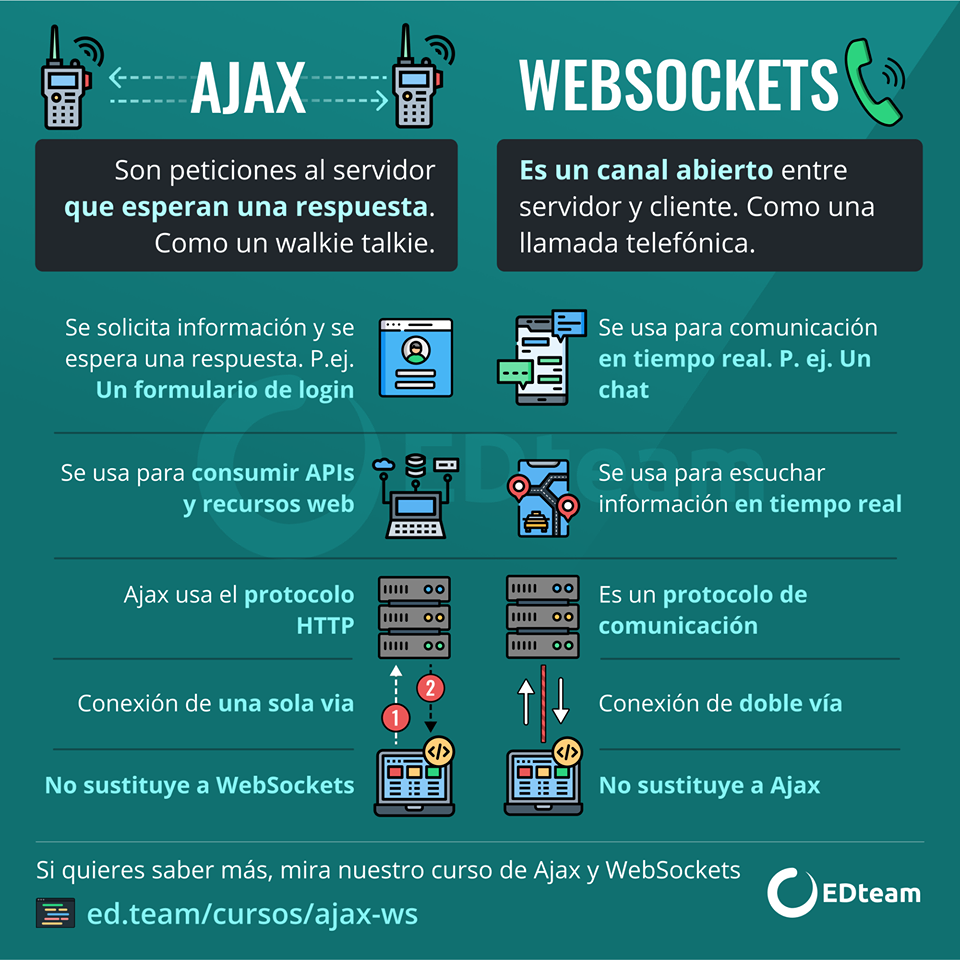 AJAX
Son peticiones al servidor
que esperan una respuesta.
Como un walkie talkie.
Se solicita información y se
espera una respuesta. P.ej.
Un formulario de login
Se usa para consumir APIs
y recursos web
Ajax usa el protocolo
HTTP
Conexión de una sola via
1
2
No sustituye a WebSockets
WEBSOCKETS
Es un canal abierto entre
servidor y cliente. Como una
llamada telefónica.
Se usa para comunicación
en tiempo real. P. ej. Un
chat
Se usa para escuchar
información en tiempo real
Es un protocolo de
comunicación
Conexión de doble vía
No sustituye a Ajax
</>
</>
EDteam
Si quieres saber más, mira nuestro curso de Ajax y WebSockets
ed.team/cursos/ajax-ws
EDteam